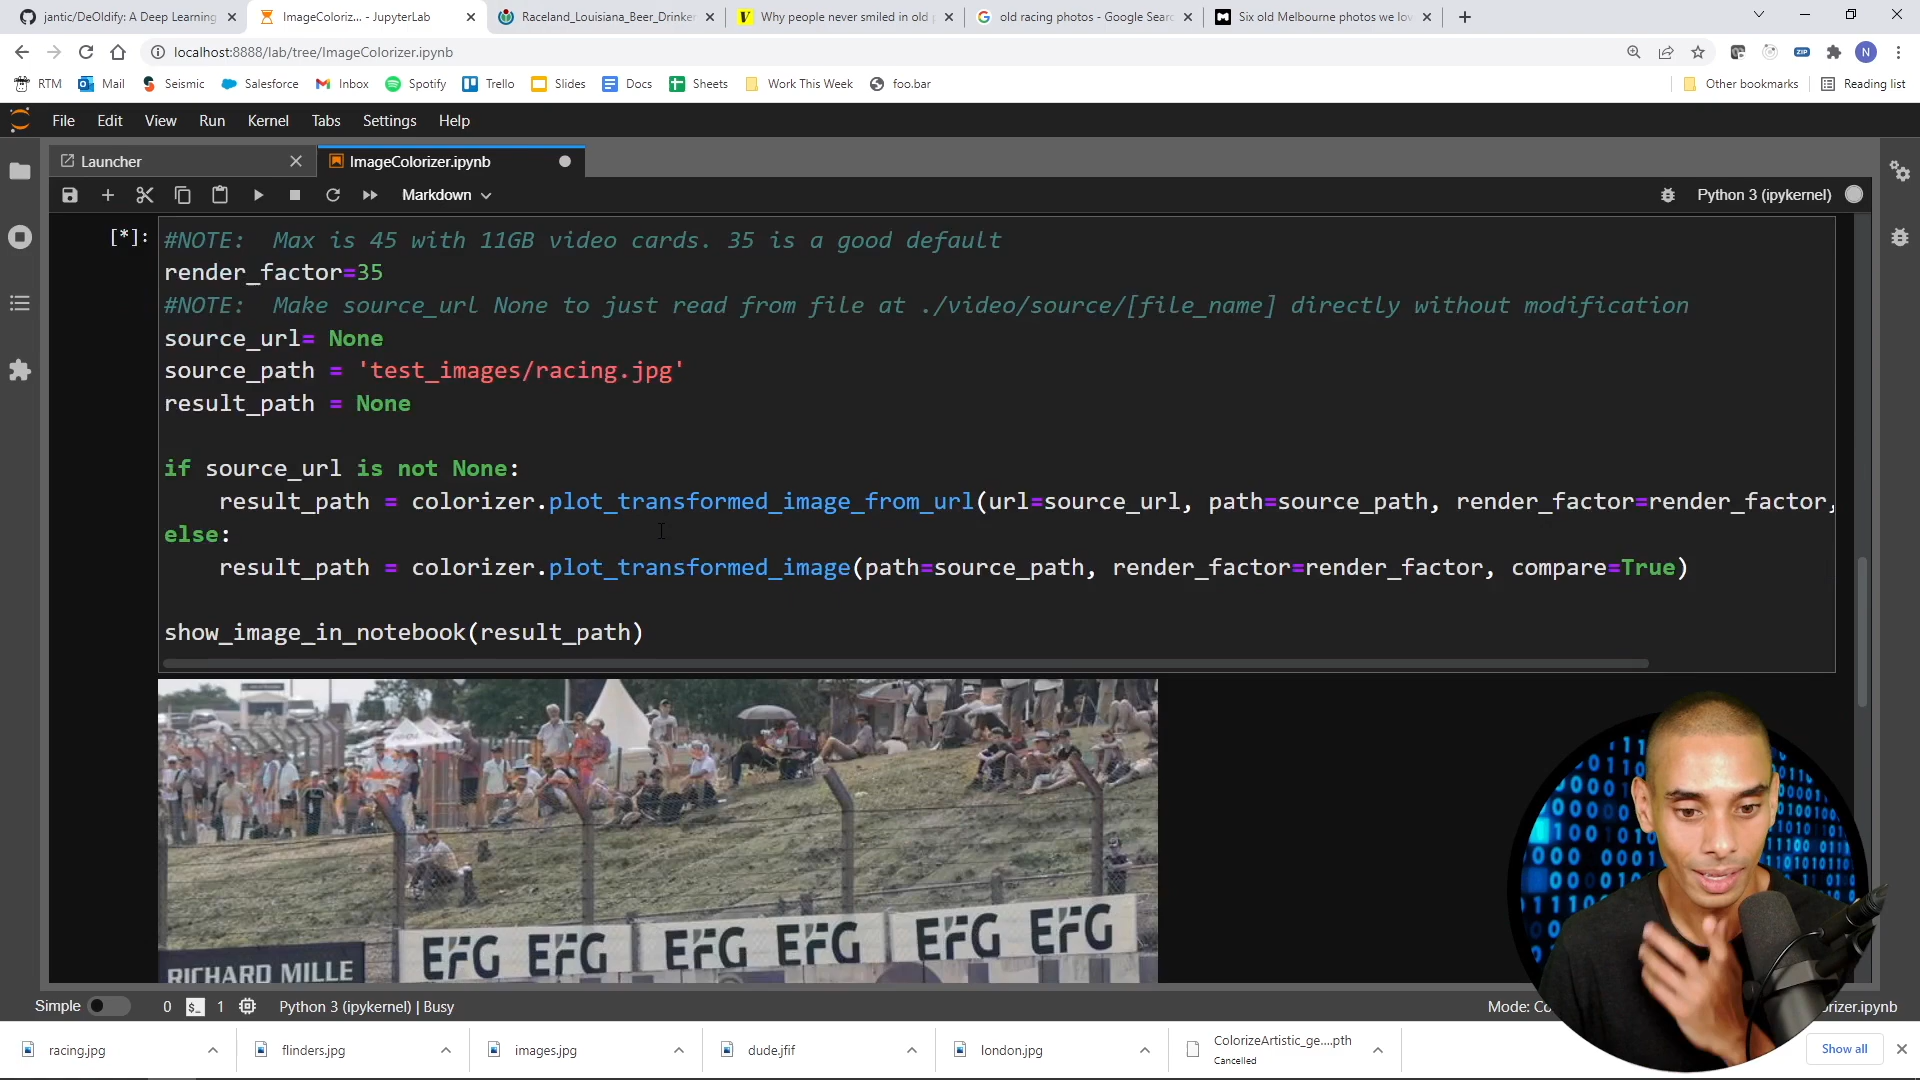 jantic/DeOldify: A Deep Learning
ImageColoriz... - JupyterLab
Raceland_Louisiana_Beer_Drinker
Why people never smiled in old p
old racing photos - Google Searc
Six old Melbourne photos we lov
localhost:8888/lab/tree/ImageColorizer.ipynb
ZIP
N
RTM
Mail
Seismic
Salesforce
Inbox
Spotify
Trello
Slides
Docs
Sheets
Work This Week
foo.bar
Other bookmarks
Reading list
File Edit View Run Kernel Tabs Settings Help
Launcher
ImageColorizer.ipynb
Markdown
Python 3 (ipykernel)
[*]:
#NOTE: Max is 45 with 11GB video cards. 35 is a good default
render_factor=35
#NOTE: Make source_url None to just read from file at ./video/source/[file_name] directly without modification
source_url= None
source_path = 'test_images/racing.jpg'
result_path = None
if source_url is not None:
result_path = colorizer.plot_transformed_image_from_url(url=source_url, path=source_path, render_factor=render_factor,
else:
result_path = colorizer.plot_transformed_image(path=source_path, render_factor=render_factor, compare=True)
show_image_in_notebook(result_path)
RICHARD MILLE
EFG EFG EFG EFG EFG EFG
Simple
0
1
Python 3 (ipykernel) | Busy
Mode: Co
orizer.ipynb
racing.jpg
flinders.jpg
images.jpg
dude.jfif
london.jpg
ColorizeArtistic_ge....pth
Cancelled
Show all